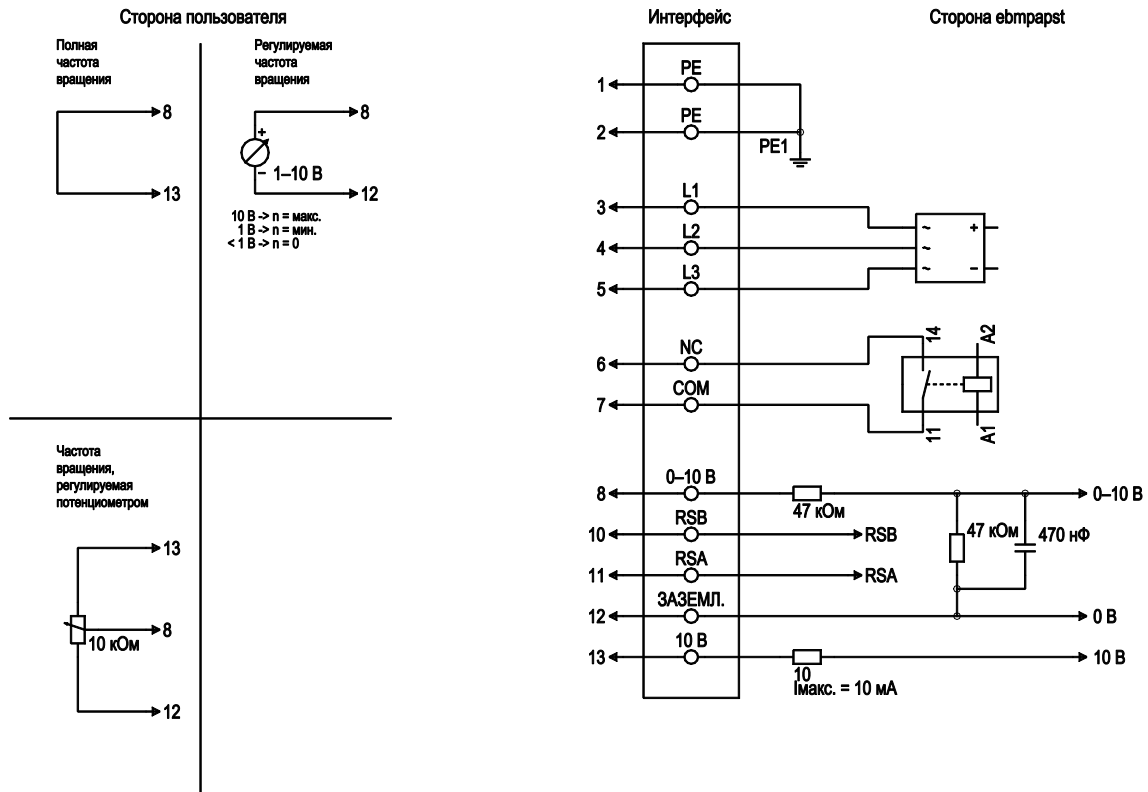 Сторона пользователя
Интерфейс
Сторона ebmpapst
Полная
частота
вращения
8
13
Регулируемая
частота
вращения
8
+
–
1–10 В
12
10 В -> n = макс.
1 В -> n = мин.
< 1 В -> n = 0
Частота
вращения,
регулируемая
потенциометром
13
8
10 кОм
12
1
PE
2
PE
PE1
3
L1
4
L2
5
L3
~
~
~
+
–
6
NC
7
COM
14
A2
11
A1
8
0–10 В
47 кОм
47 кОм
470 нФ
0–10 В
10
RSB
RSB
11
RSA
RSA
12
ЗАЗЕМЛ.
0 В
13
10 В
10
Iмакс. = 10 мА
10 В